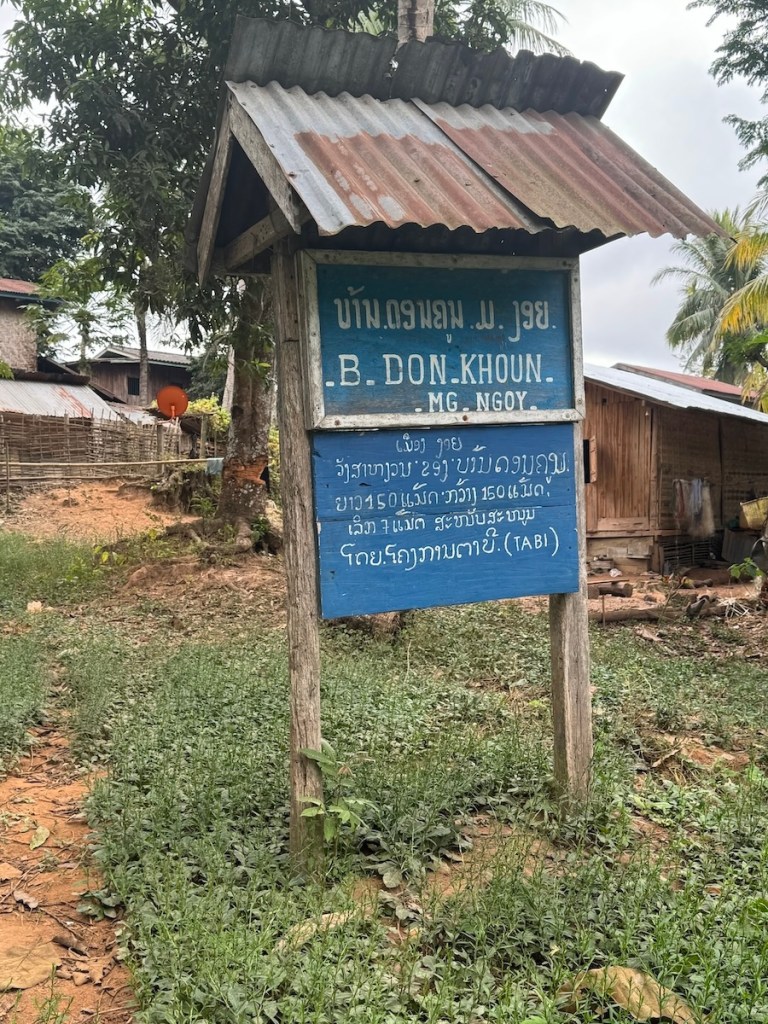 ບ້ານ.ດອນຄູນ.ມ. ງອຍ.
.B. DON.KHOUN.
.MG. NGOY.
ເມືອງ ງອຍ
ວັງສາຫງວນ ບ້ານດອນຄູນ.
ຍາວ150ແມັດ ກວ້າງ 150ແມັດ,
ເລິກ 7ແມັດ ສະໜັບສະໜູນ
ໂດຍ. ໂຄງການຕາບີ. (TABI)